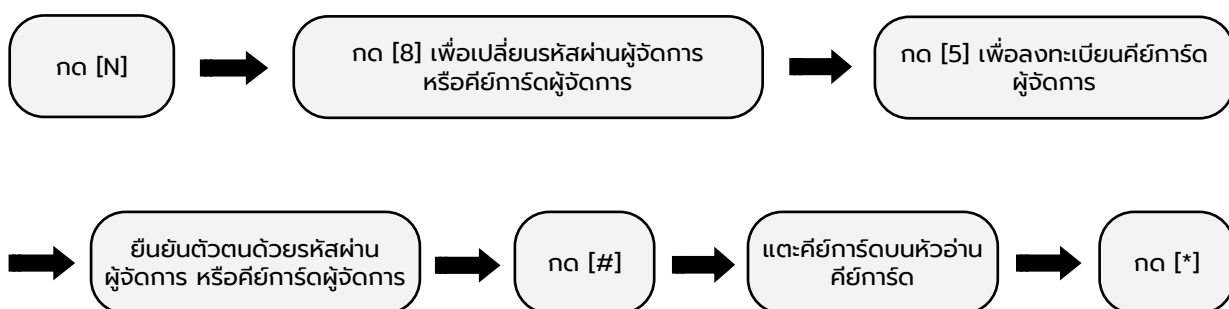 กด [N]
กด [8] เพื่อเปลี่ยนรหัสผ่านผู้จัดการ
หรือคีย์การ์ดผู้จัดการ
กด [5] เพื่อลงทะเบียนคีย์การ์ด
ผู้จัดการ
ยืนยันตัวตนด้วยรหัสผ่าน
ผู้จัดการ หรือคีย์การ์ดผู้จัดการ
กด [#]
แตะคีย์การ์ดบนหัวอ่าน
คีย์การ์ด
กด [*]